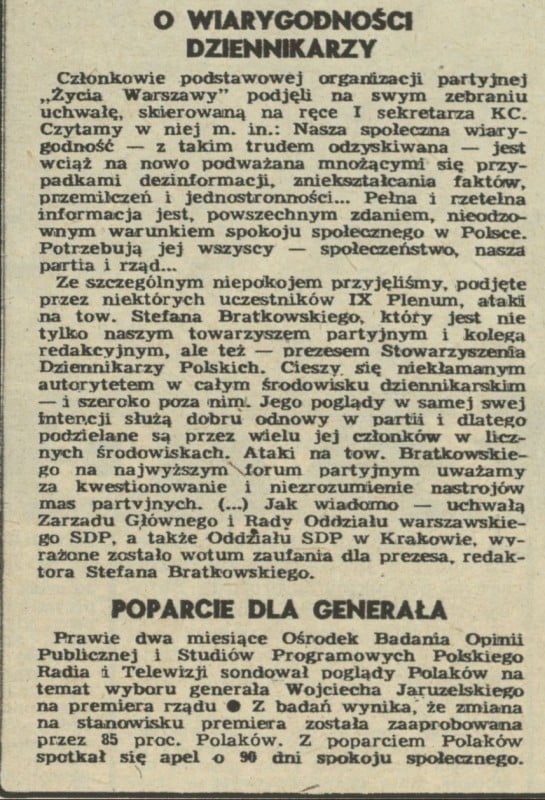 O WIARYGODNOŚCI
DZIENNIKARZY
Członkowie podstawowej organizacji partyjnej
„Życia Warszawy" podjęli na swym zebraniu
uchwałę, skierowaną na ręce I sekretarza KC.
Czytamy w niej m. in.: Nasza społeczna wiary-
godność — z takim trudem odzyskiwana — jest
wciąż na nowo podważana mnożącymi się przy-
padkami dezinformacji, zniekształcania faktów,
przemilczeń i jednostronności... Pełna i rzetelna
informacja jest, powszechnym zdaniem, nieodzo-
wnym warunkiem spokoju społecznego w Polsce.
Potrzebują jej wszyscy — społeczeństwo, nasza
partia i rząd...
Ze szczególnym niepokojem przyjęliśmy, podjęte
przez niektórych uczestników IX Plenum, ataki
na tow. Stefana Bratkowskiego, który jest nie
tylko naszym towarzyszem partyjnym i kolegą
redakcyjnym, ale też — prezesem Stowarzyszenia
Dziennikarzy Polskich. Cieszy się niekłamanym
autorytetem w całym środowisku dziennikarskim
— i szeroko poza nim. Jego poglądy w samej swej
intencji służą dobru odnowy w partii i dlatego
podzielane są przez wielu jej członków w licz-
nych środowiskach. Ataki na tow. Bratkowskie-
go na najwyższym forum partyjnym uważamy
za kwestionowanie i niezrozumienie nastrojów
mas partyjnych. (...) Jak wiadomo — uchwałą
Zarządu Głównego i Rady Oddziału warszawskie-
go SDP, a także Oddziału SDP w Krakowie, wy-
rażone zostało wotum zaufania dla prezesa, redak-
tora Stefana Bratkowskiego.
POPARCIE DLA GENERAŁA
Prawie dwa miesiące Ośrodek Badania Opinii
Publicznej i Studiów Programowych Polskiego
Radia i Telewizji sondował poglądy Polaków na
temat wyboru generała Wojciecha Jaruzelskiego
na premiera rządu ● Z badań wynika, że zmiana
na stanowisku premiera została zaaprobowana
przez 85 proc. Polaków. Z poparciem Polaków
spotkał się apel o 90 dni spokoju społecznego.